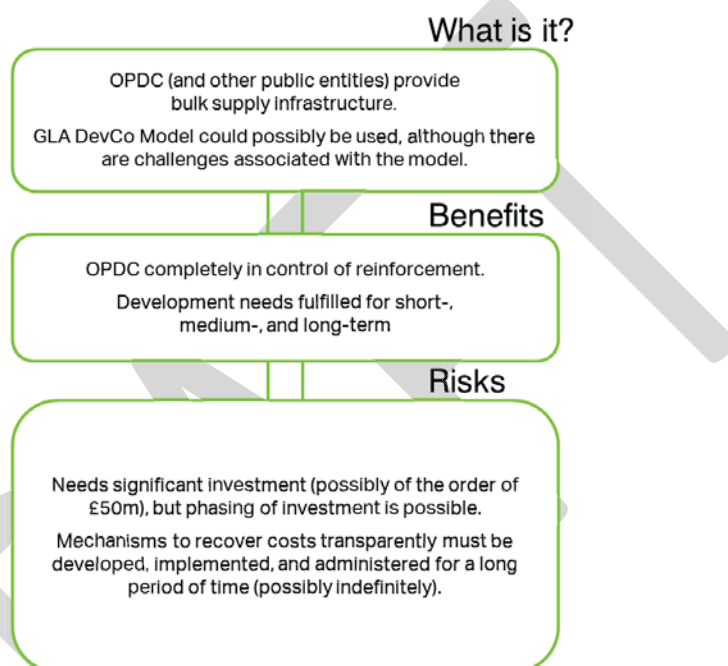 What is it?
OPDC (and other public entities) provide
bulk supply infrastructure.
GLA DevCo Model could possibly be used, although there
are challenges associated with the model.
Benefits
OPDC completely in control of reinforcement.
Development needs fulfilled for short-,
medium-, and long-term
Risks
Needs significant investment (possibly of the order of
£50m), but phasing of investment is possible.
Mechanisms to recover costs transparently must be
developed, implemented, and administered for a long
period of time (possibly indefinitely).